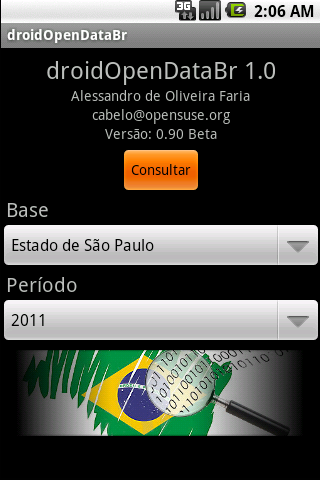 3G 2:06 AM
droidOpenDataBr
droidOpenDataBr 1.0
Alessandro de Oliveira Faria
cabelo@opensuse.org
Versão: 0.90 Beta
Consultar
Base
Estado de São Paulo
Período
2011